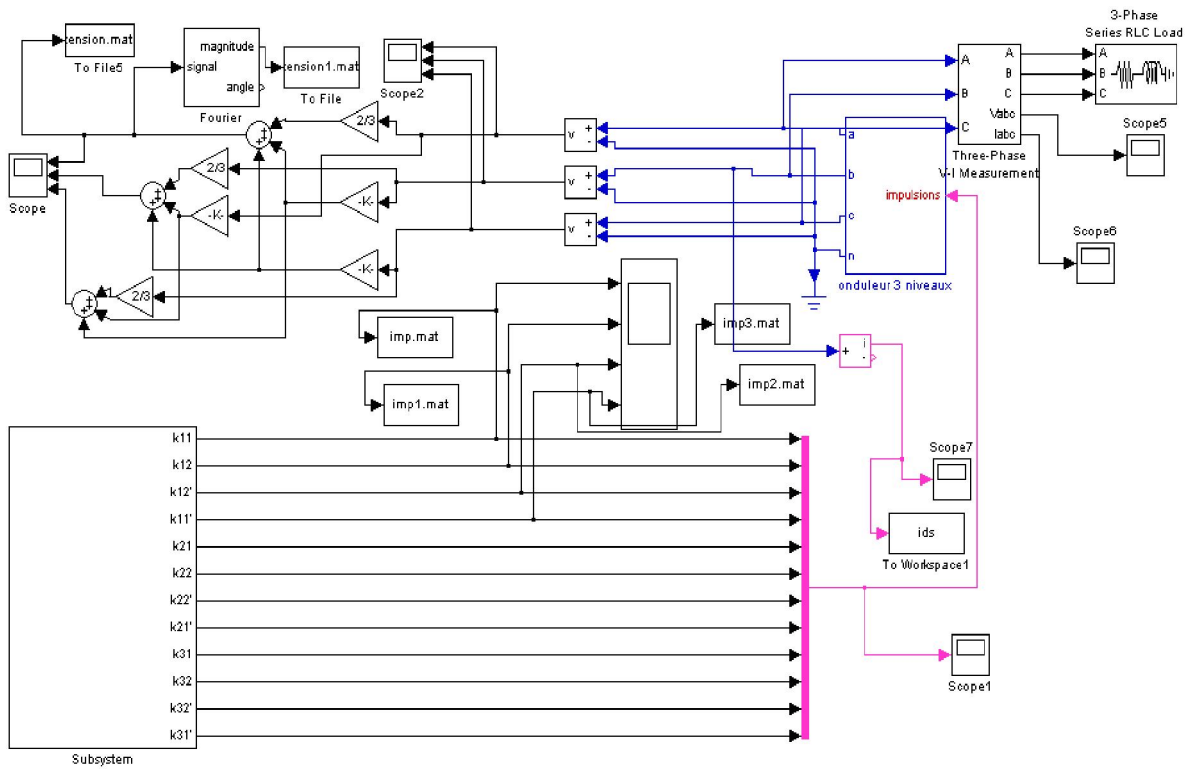 3-Phase
Series RLC Load
ension.mat
To File5
magnitude
signal
angle
Fourier
ension1.mat
To File
Scope2
2/3
A
B
C
A
B
C
Vabc
Iabc
Three-Phase
V-I Measurement
A
B
C
Scope5
Scope
2/3
-K-
-K-
-K-
2/3
v
+
-
v
+
-
v
+
-
a
b
c
n
impulsions
onduleur 3 niveaux
Scope6
imp.mat
imp1.mat
imp3.mat
imp2.mat
+
i
-
Scope7
ids
To Workspace1
Scope1
k11
k12
k12'
k11'
k21
k22
k22'
k21'
k31
k32
k32'
k31'
Subsystem